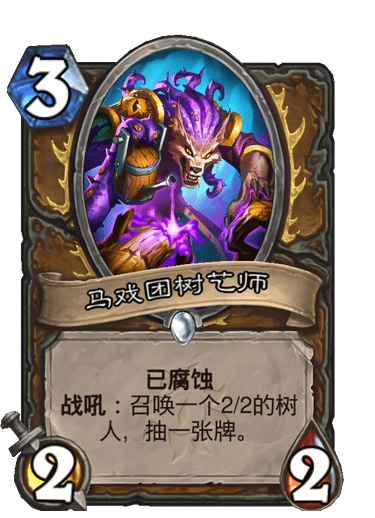 3
马戏团树艺师
已腐蚀
战吼：召唤一个2/2的树
人，抽一张牌。
2
2